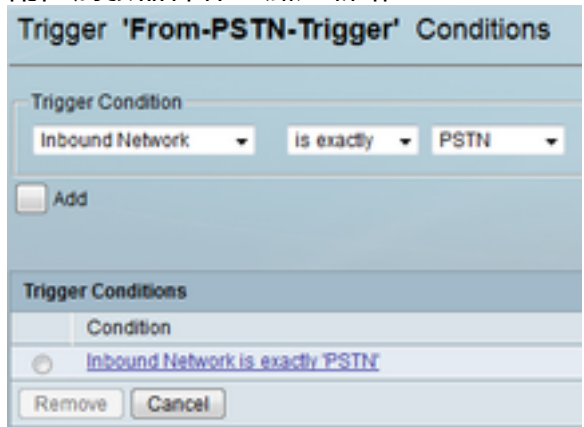 Trigger 'From-PSTN-Trigger' Conditions
Trigger Condition
Inbound Network is exactly PSTN
Add
Trigger Conditions
Condition
Inbound Network is exactly 'PSTN'
Remove Cancel